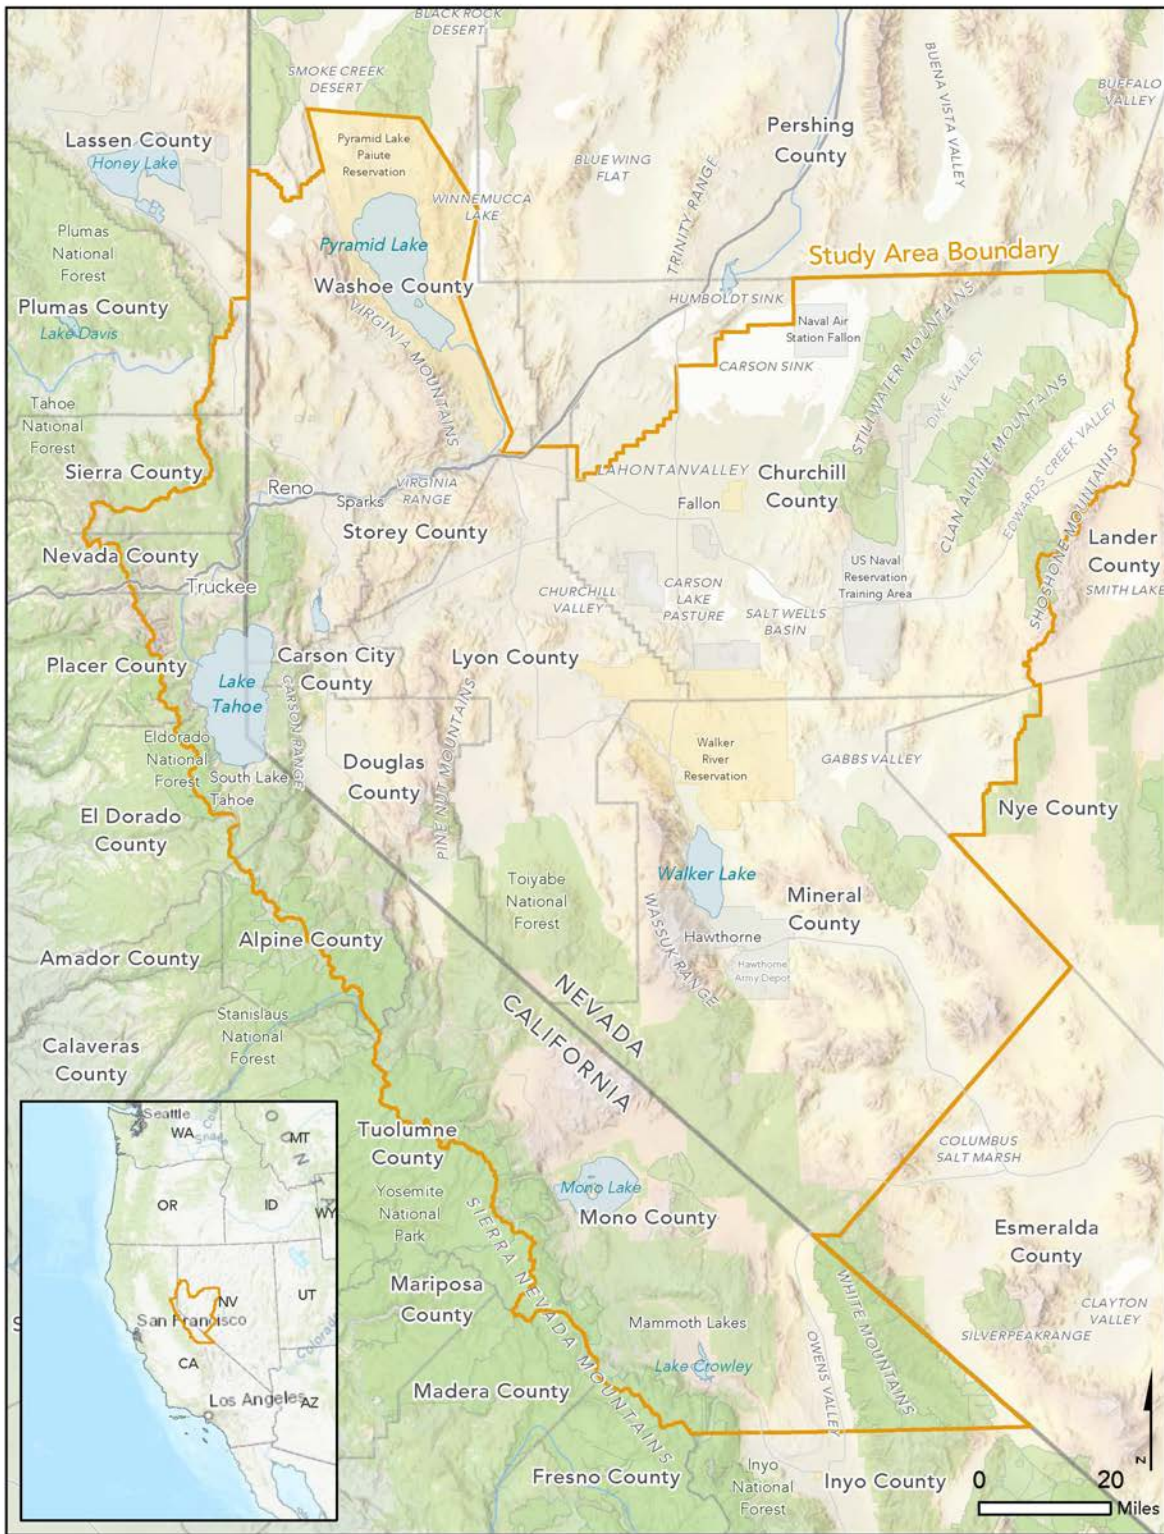 BLACK ROCK
DESERT
SMOKE CREEK
DESERT
BUENA VISTA VALLEY
BUFFALO
VALLEY
Lassen County
Honey Lake
Pyramid Lake
Paiute
Reservation
Pershing
County
BLUE WING
FLAT
TRINITY RANGE
WINNEMUCCA
LAKE
Plumas
National
Forest
Pyramid Lake
Study Area Boundary
Washoe County
Plumas County
Lake Davis
HUMBOLDT SINK
VIRGINIA MOUNTAINS
Naval Air
Station Fallon
CARSON SINK
STILLWATER MOUNTAINS
DIXIE VALLEY
Tahoe
National
Forest
CLAN ALPINE MOUNTAINS
EDWARDS CREEK VALLEY
Sierra County
LAHONTANVALLEY
Churchill
County
Reno
VIRGINIA
RANGE
Sparks
Fallon
Storey County
SHOSHONE MOUNTAINS
Lander
County
SMITH LAKE
Nevada County
Truckee
US Naval
Reservation
Training Area
CHURCHILL
VALLEY
CARSON
LAKE
PASTURE
SALT WELLS
BASIN
Placer County
Carson City
County
Lyon County
Lake
Tahoe
CARSON RANGE
PINE NUT MOUNTAINS
Eldorado
National
Forest
South Lake
Tahoe
Douglas
County
Walker
River
Reservation
GABBS VALLEY
El Dorado
County
Nye County
Toiyabe
National
Forest
Walker Lake
WASSUK RANGE
Mineral
County
Hawthorne
Hawthorne
Army Depot
Alpine County
Amador County
NEVADA
CALIFORNIA
Stanislaus
National
Forest
Calaveras
County
Tuolumne
County
COLUMBUS
SALT MARSH
Yosemite
National
Park
Mono Lake
Mono County
SIERRA NEVADA MOUNTAINS
Esmeralda
County
Mariposa
County
WHITE MOUNTAINS
OWENS VALLEY
CLAYTON
VALLEY
SILVERPEAKRANGE
Mammoth Lakes
Lake Crowley
Madera County
Fresno County
Inyo
National
Forest
Inyo County
Seattle
WA
MT
OR
ID
WY
NV
UT
San Francisco
CA
Los Angeles
AZ
N
0 20
Miles